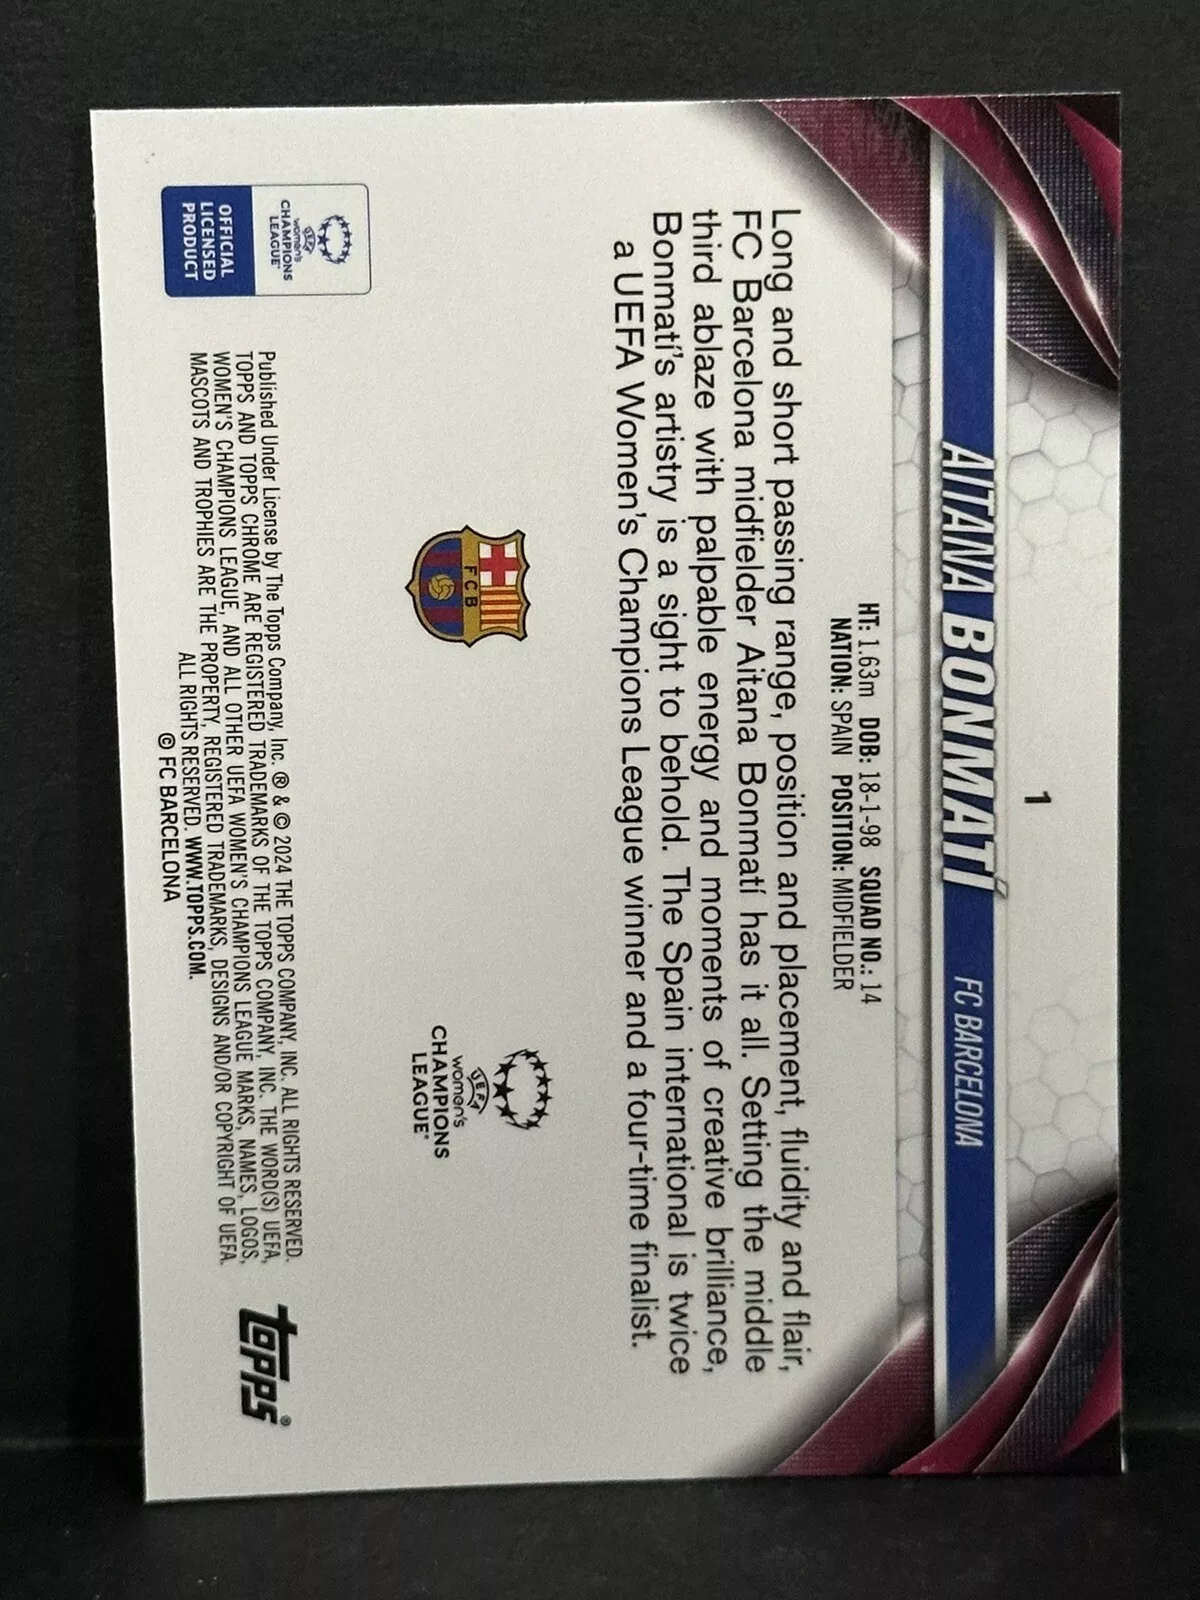 1
AITANA BONMATÍ FC BARCELONA
HT: 1.63m DOB: 18-1-98 SQUAD NO.: 14
NATION: SPAIN POSITION: MIDFIELDER
Long and short passing range, position and placement, fluidity and flair,
FC Barcelona midfielder Aitana Bonmatí has it all. Setting the middle
third ablaze with palpable energy and moments of creative brilliance,
Bonmatí's artistry is a sight to behold. The Spain international is twice
a UEFA Women's Champions League winner and a four-time finalist.
FCB
UEFA
women's
CHAMPIONS
LEAGUE®
UEFA
women's
CHAMPIONS
LEAGUE®
OFFICIAL
LICENSED
PRODUCT
Published Under License by The Topps Company, Inc. ® & © 2024 THE TOPPS COMPANY, INC. ALL RIGHTS RESERVED.
TOPPS AND TOPPS CHROME ARE REGISTERED TRADEMARKS OF THE TOPPS COMPANY, INC. THE WORD(S) UEFA,
WOMEN'S CHAMPIONS LEAGUE, AND ALL OTHER UEFA WOMEN'S CHAMPIONS LEAGUE MARKS, NAMES, LOGOS,
MASCOTS AND TROPHIES ARE THE PROPERTY, REGISTERED TRADEMARKS, DESIGNS AND/OR COPYRIGHT OF UEFA.
ALL RIGHTS RESERVED. WWW.TOPPS.COM.
© FC BARCELONA
topps®